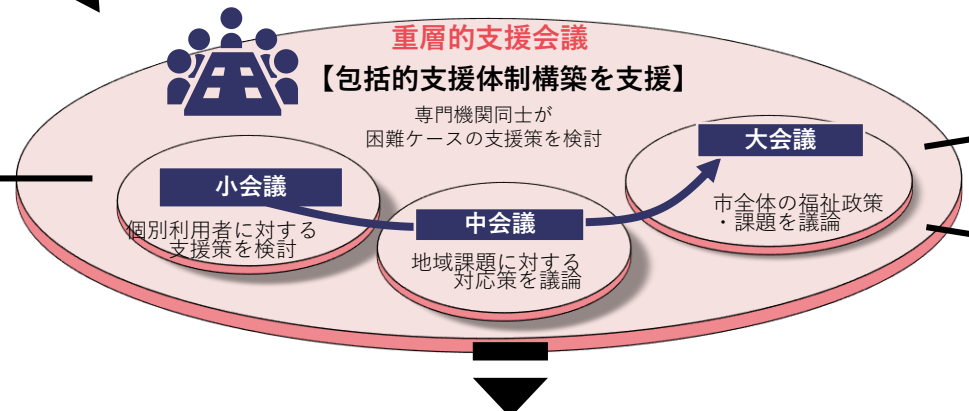 重層的支援会議
【包括的支援体制構築を支援】
専門機関同士が
困難ケースの支援策を検討
小会議
個別利用者に対する
支援策を検討
中会議
地域課題に対する
対応策を議論
大会議
市全体の福祉政策
・課題を議論